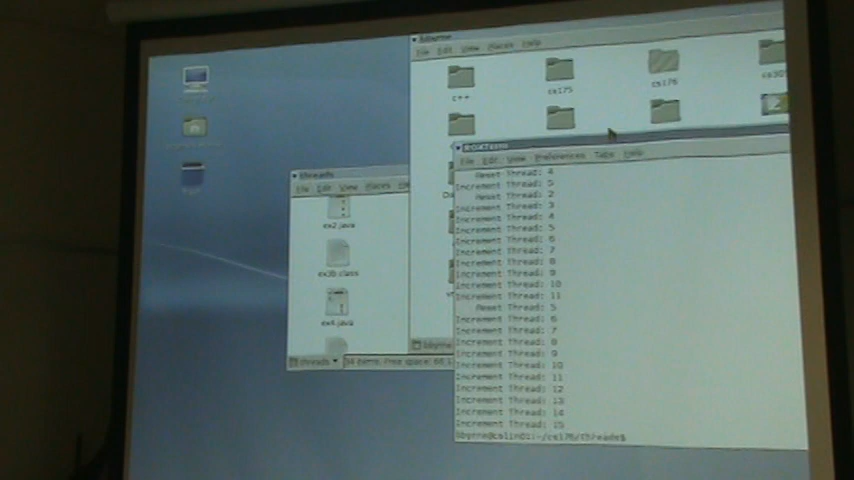 File Edit View Places Help
c++
cs175
cs176
threads
File Edit View Places
ex2.java
ex3b.class
ex4.java
threads
File Edit View Preferences Tabs Help
Reset Thread: 4
Increment Thread: 5
Reset Thread: 2
Increment Thread: 3
Increment Thread: 4
Increment Thread: 5
Increment Thread: 6
Increment Thread: 7
Increment Thread: 8
Increment Thread: 9
Increment Thread: 10
Increment Thread: 11
Reset Thread: 5
Increment Thread: 6
Increment Thread: 7
Increment Thread: 8
Increment Thread: 9
Increment Thread: 10
Increment Thread: 11
Increment Thread: 12
Increment Thread: 13
Increment Thread: 14
Increment Thread: 15